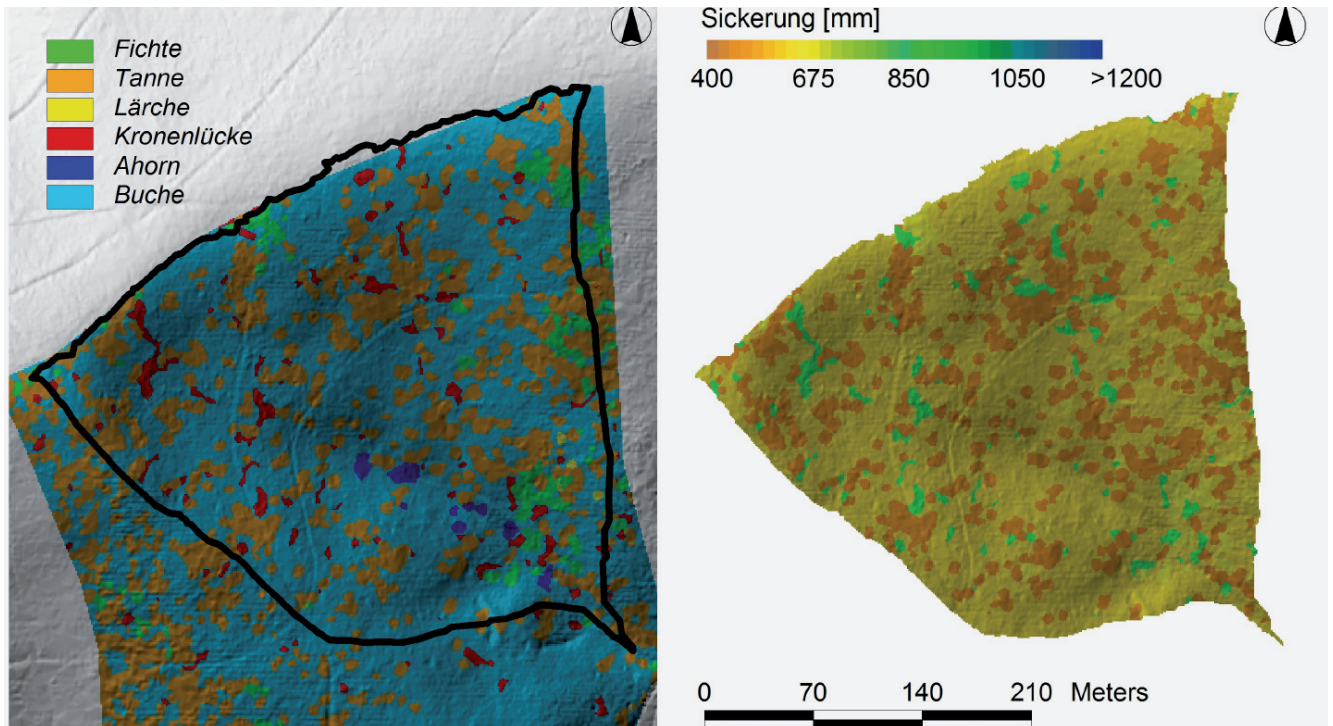 Fichte
Tanne
Lärche
Kronenlücke
Ahorn
Buche
Sickerung [mm]
400 675 850 1050 >1200
0 70 140 210 Meters